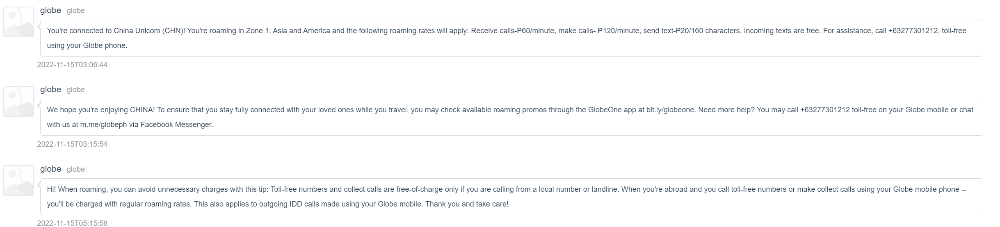 globe globe
You're connected to China Unicom (CHN)! You're roaming in Zone 1: Asia and America and the following roaming rates will apply: Receive calls-P60/minute, make calls- P120/minute, send text-P20/160 characters. Incoming texts are free. For assistance, call +63277301212, toll-free
using your Globe phone.
2022-11-15T03:06:44
globe globe
We hope you're enjoying CHINA! To ensure that you stay fully connected with your loved ones while you travel, you may check available roaming promos through the GlobeOne app at bit.ly/globeone. Need more help? You may call +63277301212 toll-free on your Globe mobile or chat
with us at m.me/globeph via Facebook Messenger.
2022-11-15T03:15:54
globe globe
Hi! When roaming, you can avoid unnecessary charges with this tip: Toll-free numbers and collect calls are free-of-charge only if you are calling from a local number or landline. When you're abroad and you call toll-free numbers or make collect calls using your Globe mobile phone --
you'll be charged with regular roaming rates. This also applies to outgoing IDD calls made using your Globe mobile. Thank you and take care!
2022-11-15T05:15:58